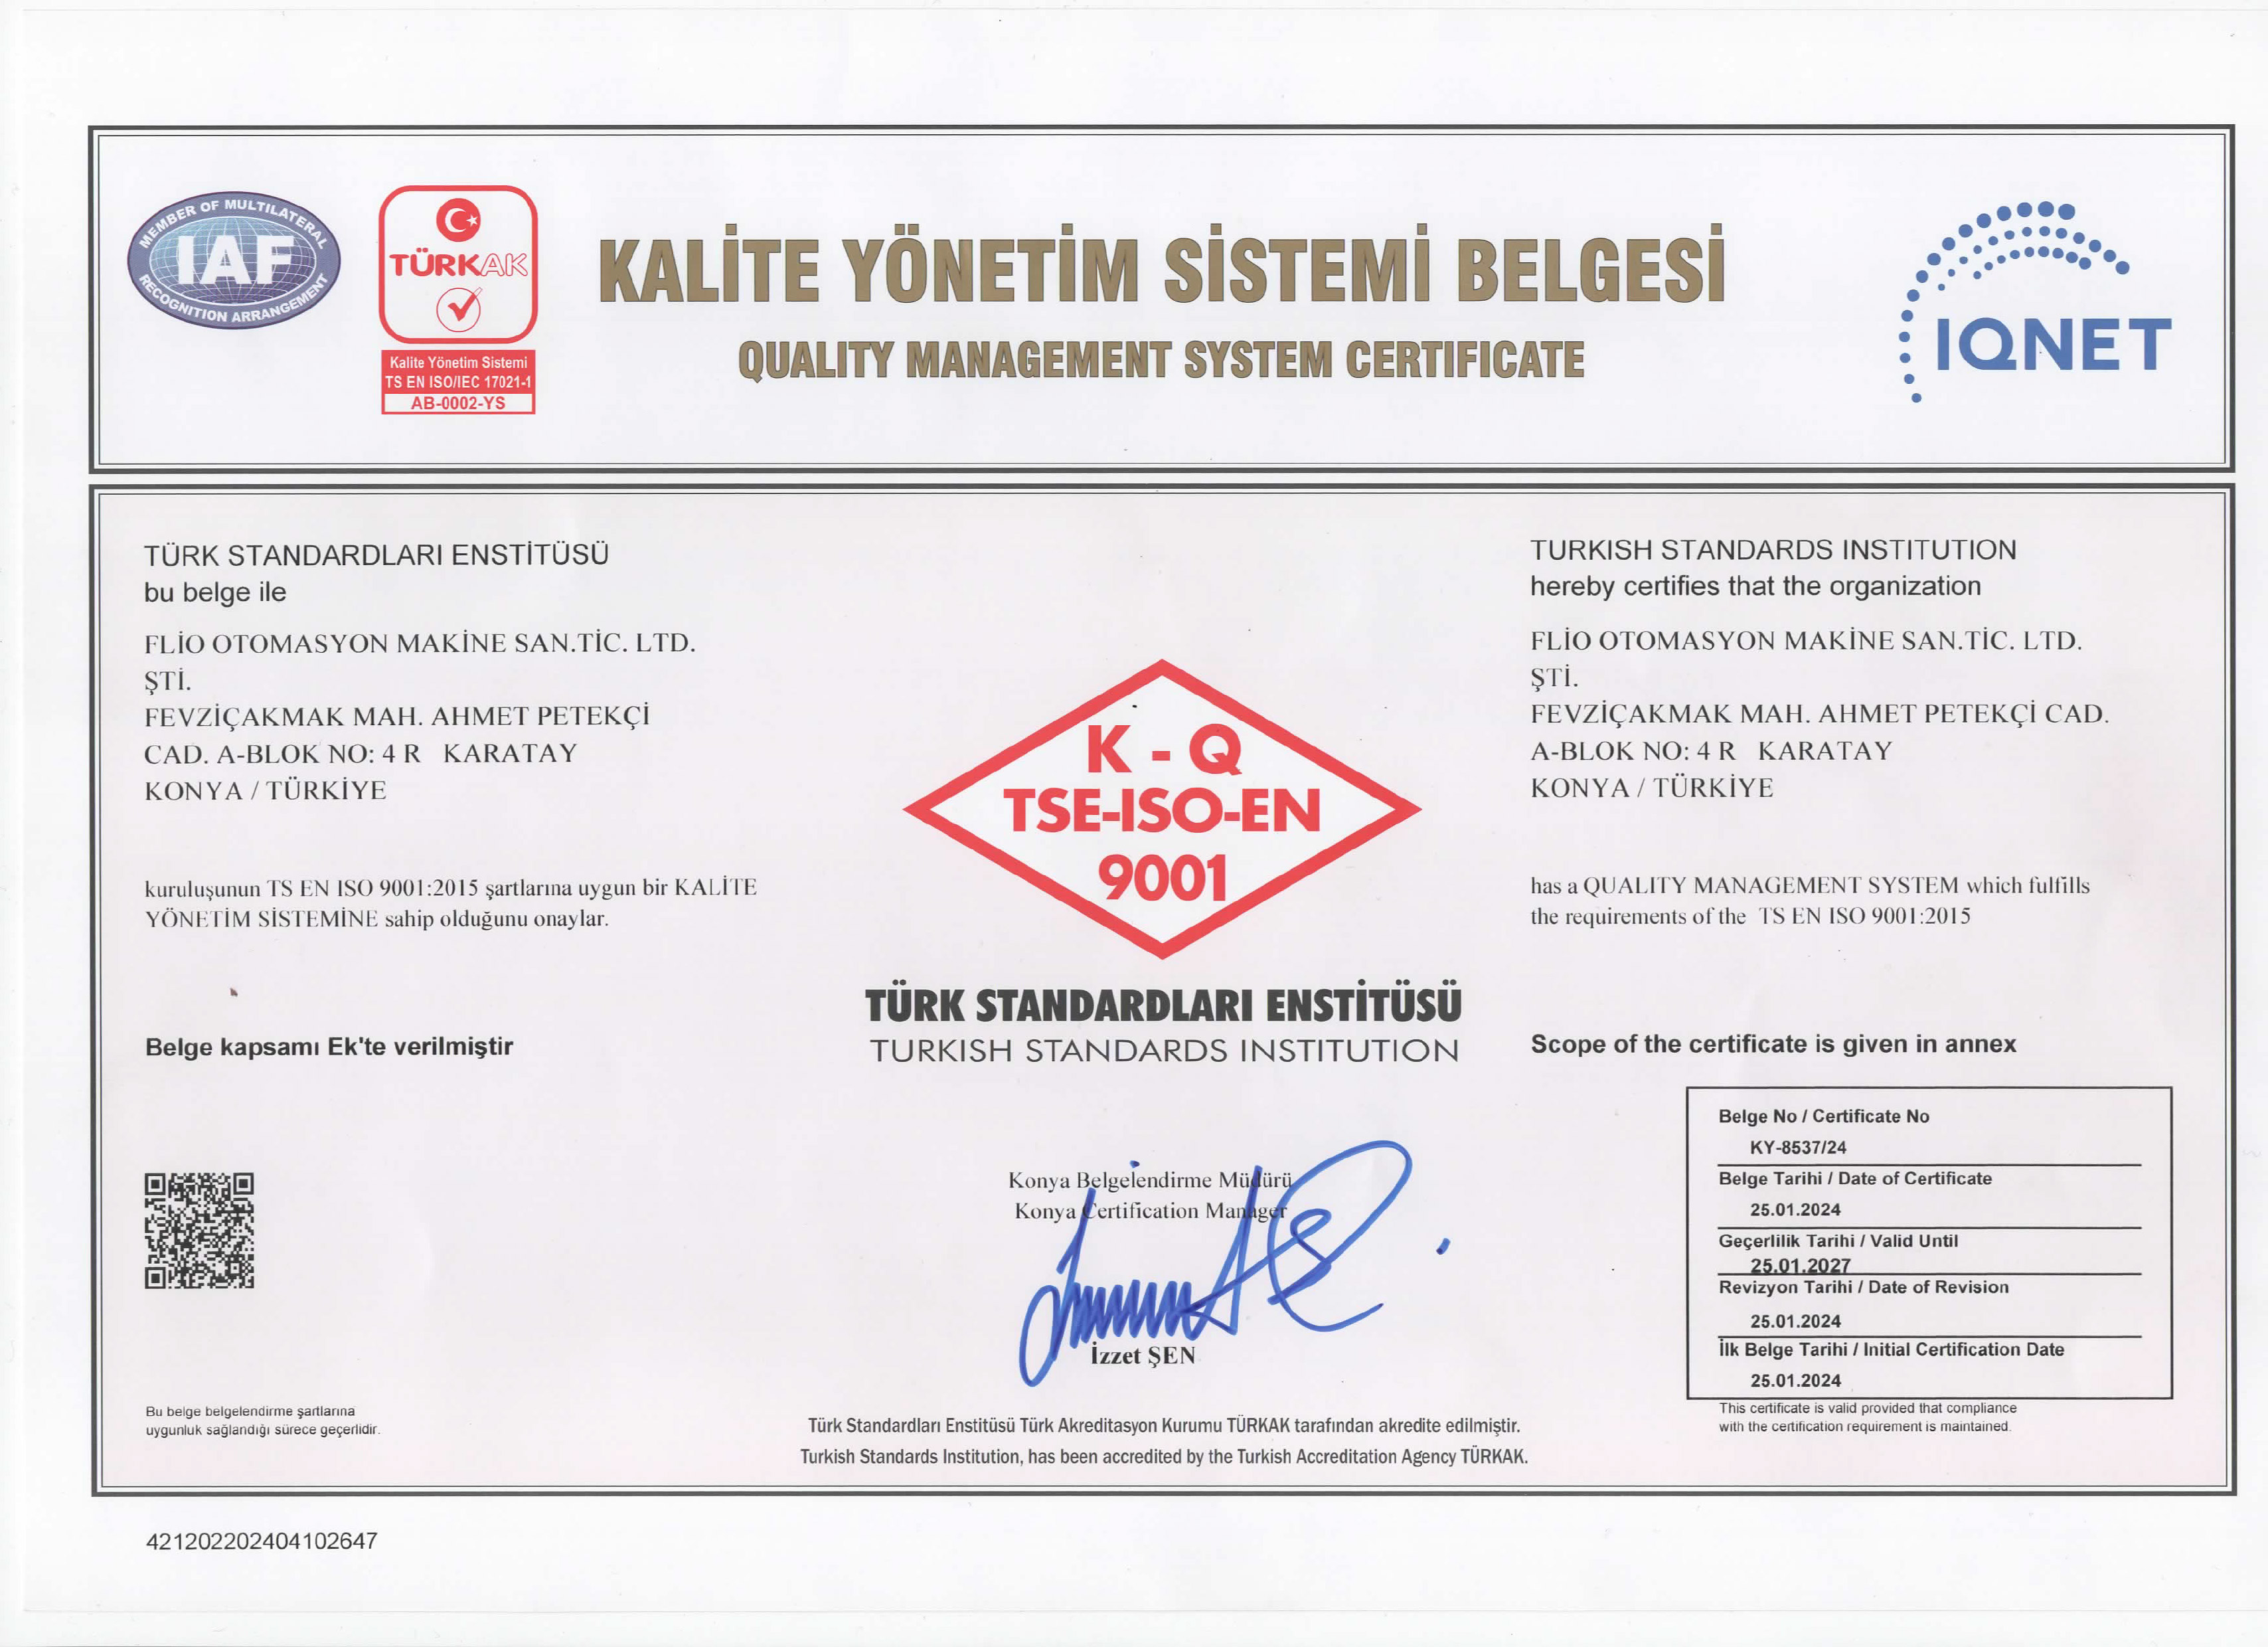 MEMBER OF MULTILATERAL
IAF
RECOGNITION ARRANGEMENT
TÜRKAK
Kalite Yönetim Sistemi
TS EN ISO/IEC 17021-1
AB-0002-YS
KALİTE YÖNETİM SİSTEMİ BELGESİ
QUALITY MANAGEMENT SYSTEM CERTIFICATE
IQNET
TÜRK STANDARDLARI ENSTİTÜSÜ
bu belge ile
FLİO OTOMASYON MAKİNE SAN.TİC. LTD.
ŞTİ.
FEVZİÇAKMAK MAH. AHMET PETEKÇİ
CAD. A-BLOK NO: 4 R KARATAY
KONYA / TÜRKİYE
kuruluşunun TS EN ISO 9001:2015 şartlarına uygun bir KALİTE
YÖNETİM SİSTEMİNE sahip olduğunu onaylar.
Belge kapsamı Ek'te verilmiştir
Bu belge belgelendirme şartlarına
uygunluk sağlandığı sürece geçerlidir.
K - Q
TSE-ISO-EN
9001
TÜRK STANDARDLARI ENSTİTÜSÜ
TURKISH STANDARDS INSTITUTION
Konya Belgelendirme Müdürü
Konya Certification Manager
İzzet ŞEN
Türk Standardları Enstitüsü Türk Akreditasyon Kurumu TÜRKAK tarafından akredite edilmiştir.
Turkish Standards Institution, has been accredited by the Turkish Accreditation Agency TÜRKAK.
TURKISH STANDARDS INSTITUTION
hereby certifies that the organization
FLİO OTOMASYON MAKİNE SAN.TİC. LTD.
ŞTİ.
FEVZİÇAKMAK MAH. AHMET PETEKÇİ CAD.
A-BLOK NO: 4 R KARATAY
KONYA / TÜRKİYE
has a QUALITY MANAGEMENT SYSTEM which fulfills
the requirements of the TS EN ISO 9001:2015
Scope of the certificate is given in annex
Belge No / Certificate No
KY-8537/24
Belge Tarihi / Date of Certificate
25.01.2024
Geçerlilik Tarihi / Valid Until
25.01.2027
Revizyon Tarihi / Date of Revision
25.01.2024
İlk Belge Tarihi / Initial Certification Date
25.01.2024
This certificate is valid provided that compliance
with the certification requirement is maintained.
421202202404102647